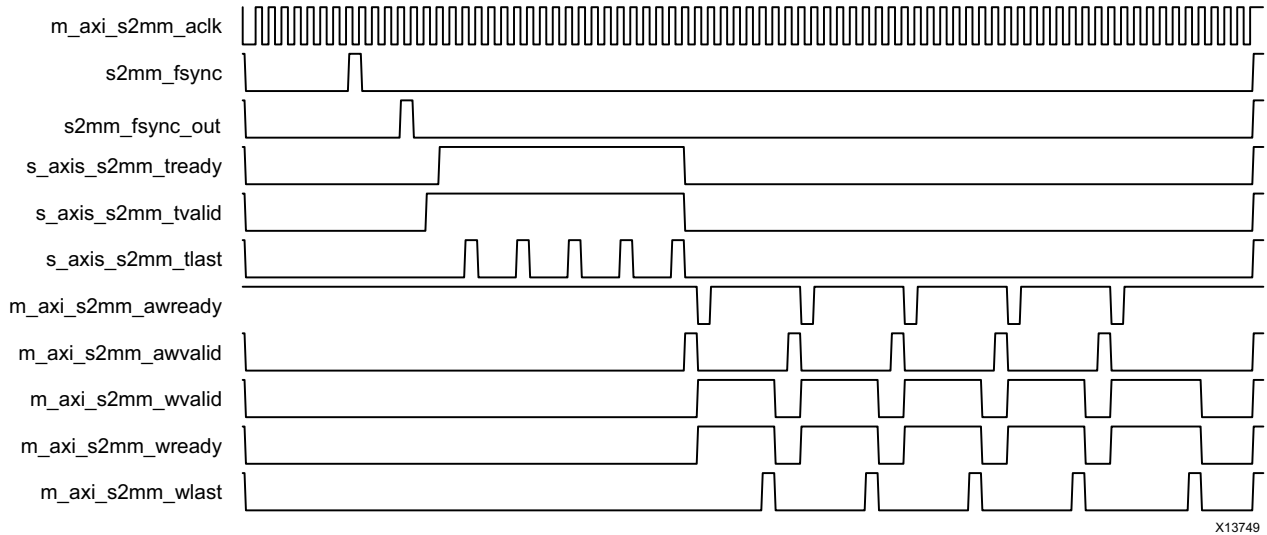 m_axi_s2mm_aclk
s2mm_fsync
s2mm_fsync_out
s_axis_s2mm_tready
s_axis_s2mm_tvalid
s_axis_s2mm_tlast
m_axi_s2mm_awready
m_axi_s2mm_awvalid
m_axi_s2mm_wvalid
m_axi_s2mm_wready
m_axi_s2mm_wlast
X13749